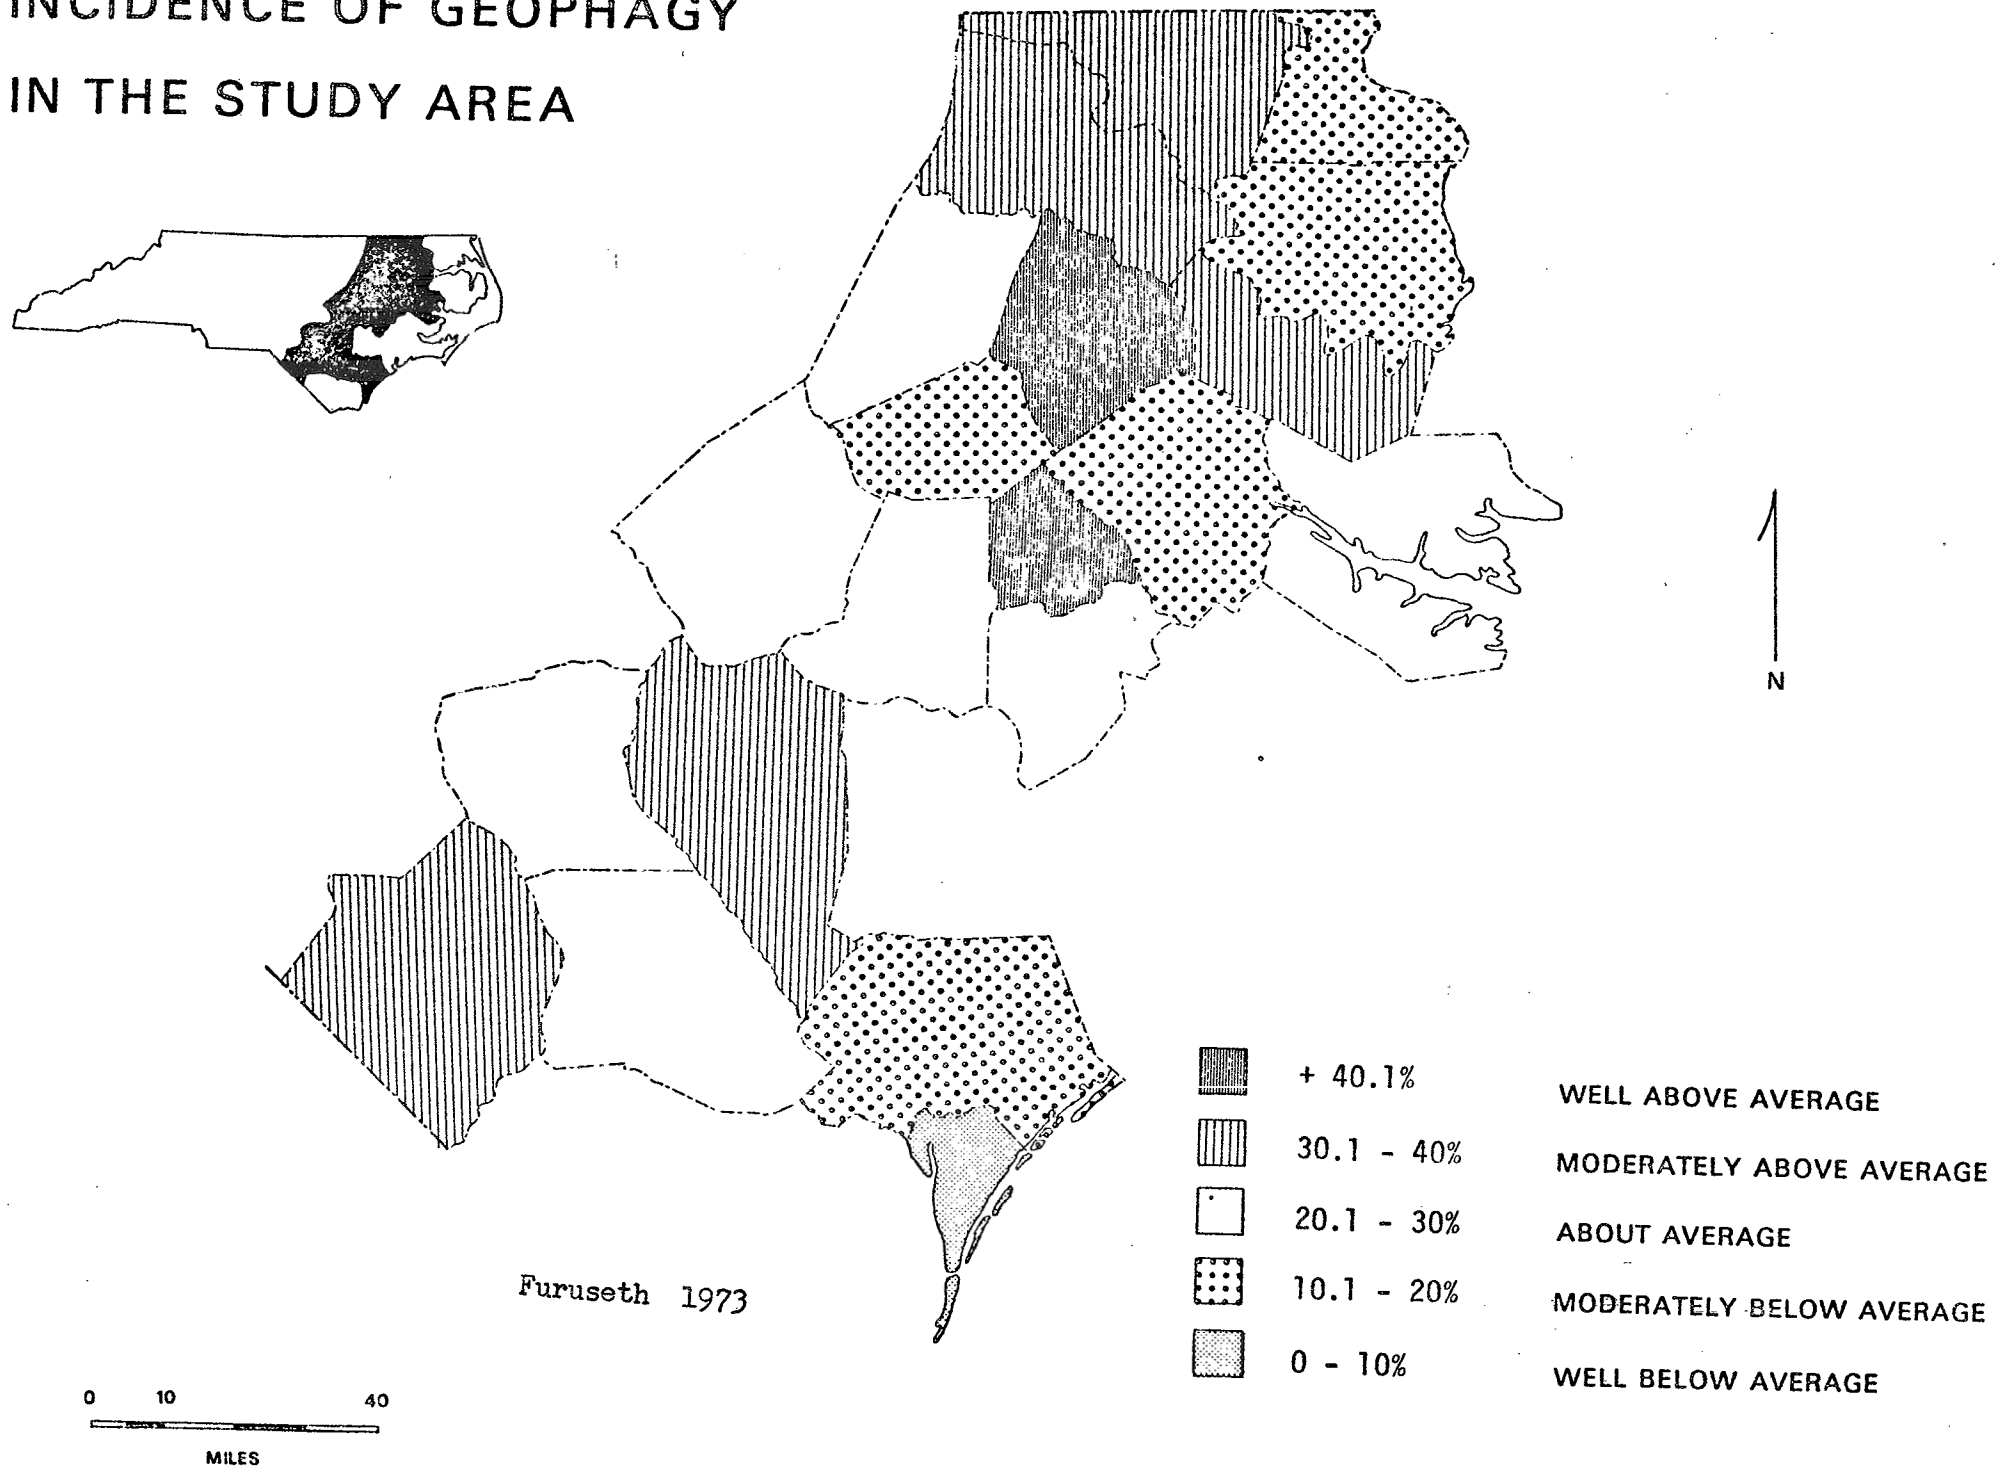 INCIDENCE OF GEOPHAGY
IN THE STUDY AREA
N
+ 40.1% WELL ABOVE AVERAGE
30.1 - 40% MODERATELY ABOVE AVERAGE
20.1 - 30% ABOUT AVERAGE
10.1 - 20% MODERATELY BELOW AVERAGE
0 - 10% WELL BELOW AVERAGE
Furuseth 1973
0 10 40
MILES